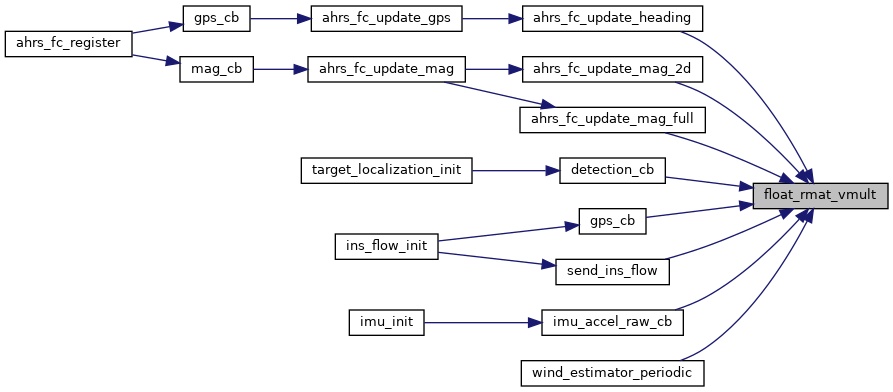 gps_cb
ahrs_fc_update_gps
ahrs_fc_update_heading
ahrs_fc_register
mag_cb
ahrs_fc_update_mag
ahrs_fc_update_mag_2d
ahrs_fc_update_mag_full
target_localization_init
detection_cb
float_rmat_vmult
gps_cb
ins_flow_init
send_ins_flow
imu_init
imu_accel_raw_cb
wind_estimator_periodic